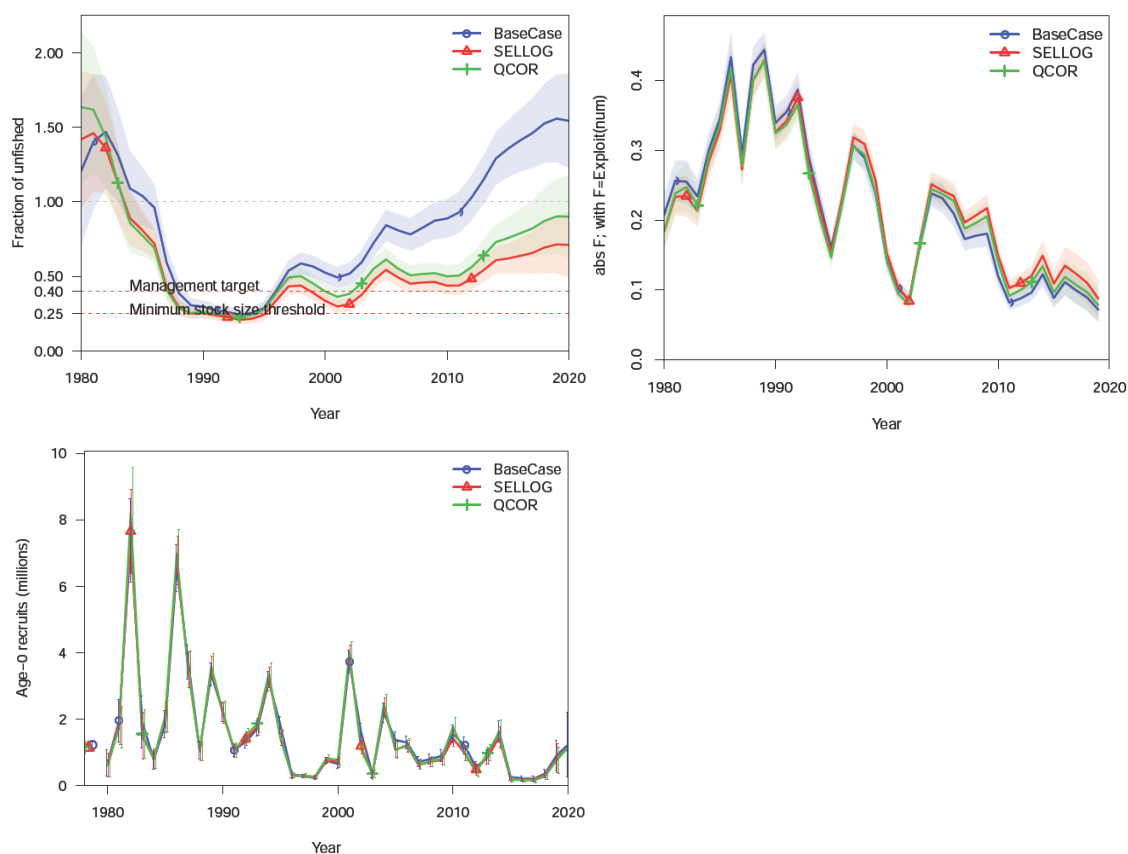 BaseCase
SELLOG
QCOR
Fraction of unfished
2.00
1.50
1.00
0.50
0.40
0.25
0.00
Management target
Minimum stock size threshold
1980 1990 2000 2010 2020
Year
BaseCase
SELLOG
QCOR
abs F; with F=Exploit(num)
0.4
0.3
0.2
0.1
0.0
1980 1990 2000 2010 2020
Year
BaseCase
SELLOG
QCOR
Age-0 recruits (millions)
10
8
6
4
2
0
1980 1990 2000 2010 2020
Year